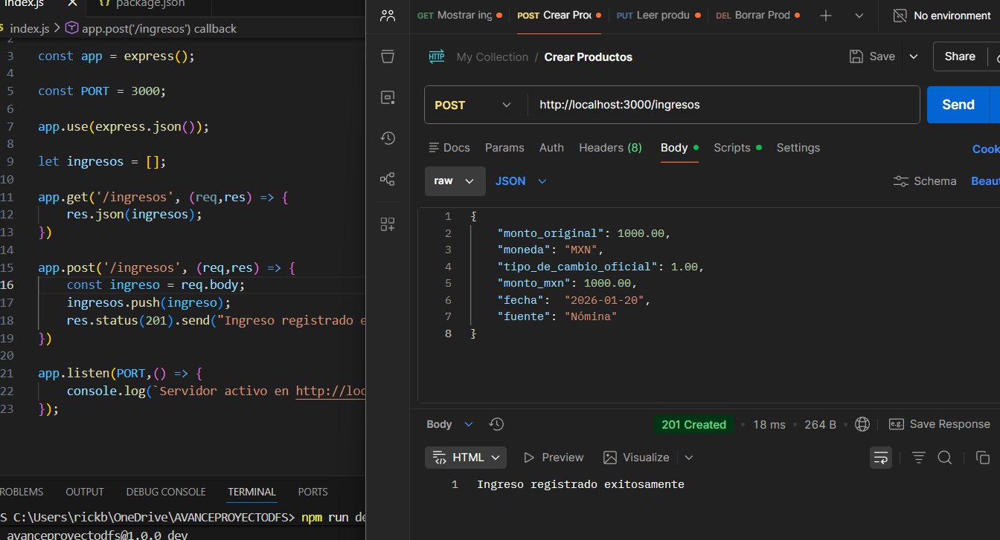 index.js
package.json
index.js > app.post('/ingresos') callback
2
3 const app = express();
4
5 const PORT = 3000;
6
7 app.use(express.json());
8
9 let ingresos = [];
10
11 app.get('/ingresos', (req,res) => {
12 res.json(ingresos);
13 })
14
15 app.post('/ingresos', (req,res) => {
16 const ingreso = req.body;
17 ingresos.push(ingreso);
18 res.status(201).send("Ingreso registrado e
19 })
20
21 app.listen(PORT,() => {
22 console.log(`Servidor activo en http://loc
23 });
ROBLEMS OUTPUT DEBUG CONSOLE TERMINAL PORTS
S C:\Users\rickb\OneDrive\AVANCEPROYECTODFS> npm run de
avanceproyectodfs@1.0.0 dev
GET Mostrar ing
POST Crear Pro
PUT Leer produ
DEL Borrar Prod
No environment
HTTP My Collection / Crear Productos
Save
Share
POST http://localhost:3000/ingresos
Send
Docs Params Auth Headers (8) Body Scripts Settings
Cook
raw JSON
Schema Beau
1 {
2 "monto_original": 1000.00,
3 "moneda": "MXN",
4 "tipo_de_cambio_oficial": 1.00,
5 "monto_mxn": 1000.00,
6 "fecha": "2026-01-20",
7 "fuente": "Nómina"
8 }
Body
201 Created • 18 ms • 264 B
e.g. Save Response
HTML Preview Visualize
1 Ingreso registrado exitosamente